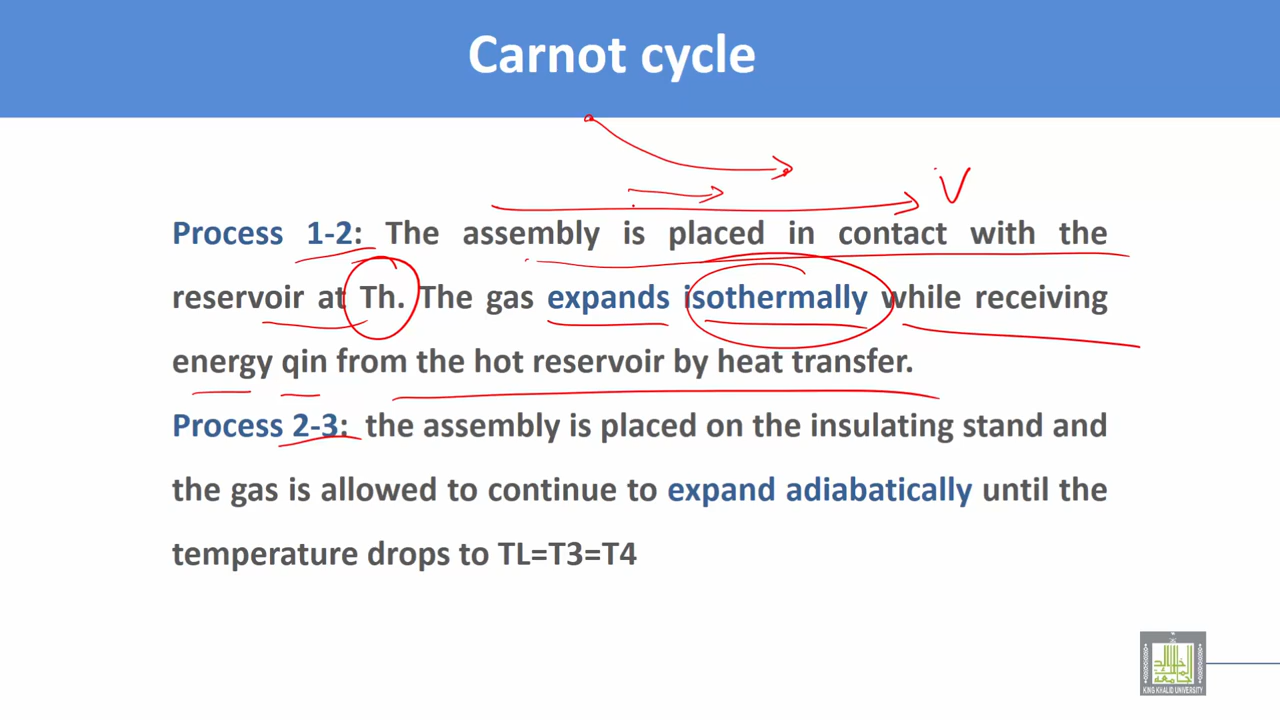 Carnot cycle
V
Process 1-2: The assembly is placed in contact with the
reservoir at Th. The gas expands isothermally while receiving
energy qin from the hot reservoir by heat transfer.
Process 2-3: the assembly is placed on the insulating stand and
the gas is allowed to continue to expand adiabatically until the
temperature drops to TL=T3=T4
KING KHALID UNIVERSITY